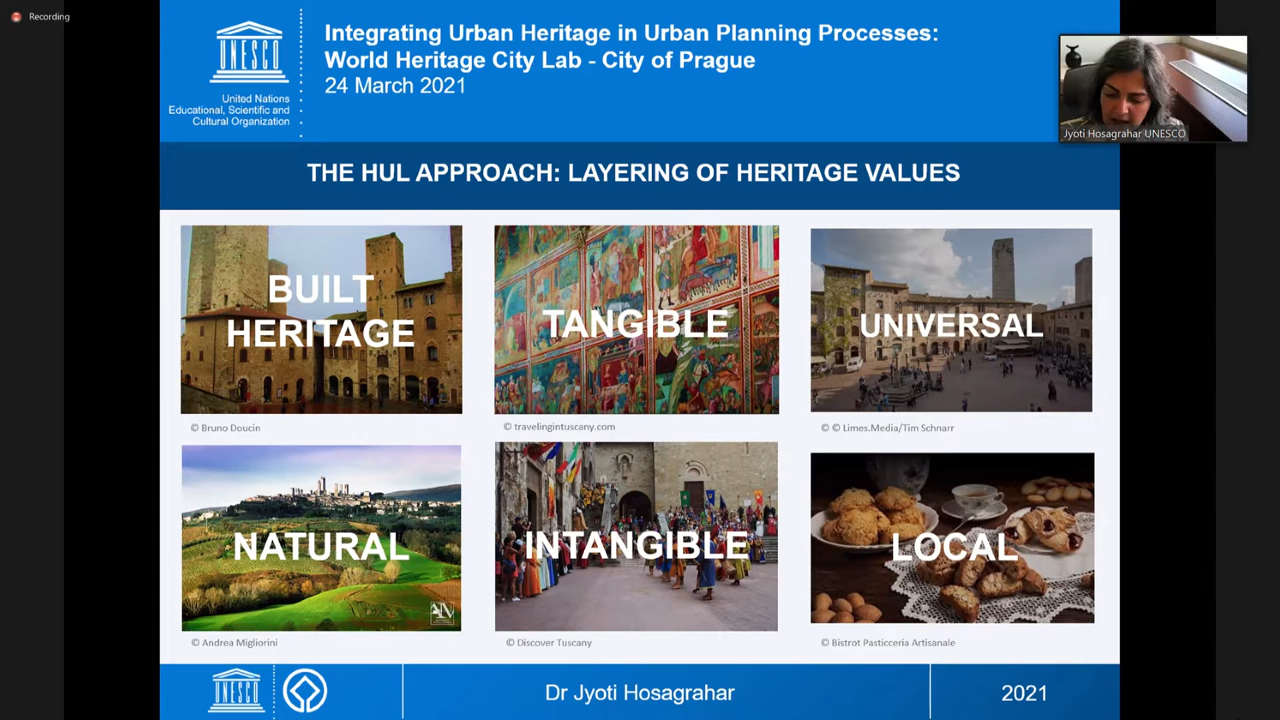 Recording
UNESCO
United Nations
Educational, Scientific and
Cultural Organization
Integrating Urban Heritage in Urban Planning Processes:
World Heritage City Lab - City of Prague
24 March 2021
Jyoti Hosagrahar UNESCO
THE HUL APPROACH: LAYERING OF HERITAGE VALUES
BUILT
HERITAGE
TANGIBLE
UNIVERSAL
© Bruno Doucin
© travelingintuscany.com
© © Limes.Media/Tim Schnarr
NATURAL
INTANGIBLE
LOCAL
© Andrea Migliorini
© Discover Tuscany
© Bistrot Pasticceria Artisanale
UNESCO
Dr Jyoti Hosagrahar
2021